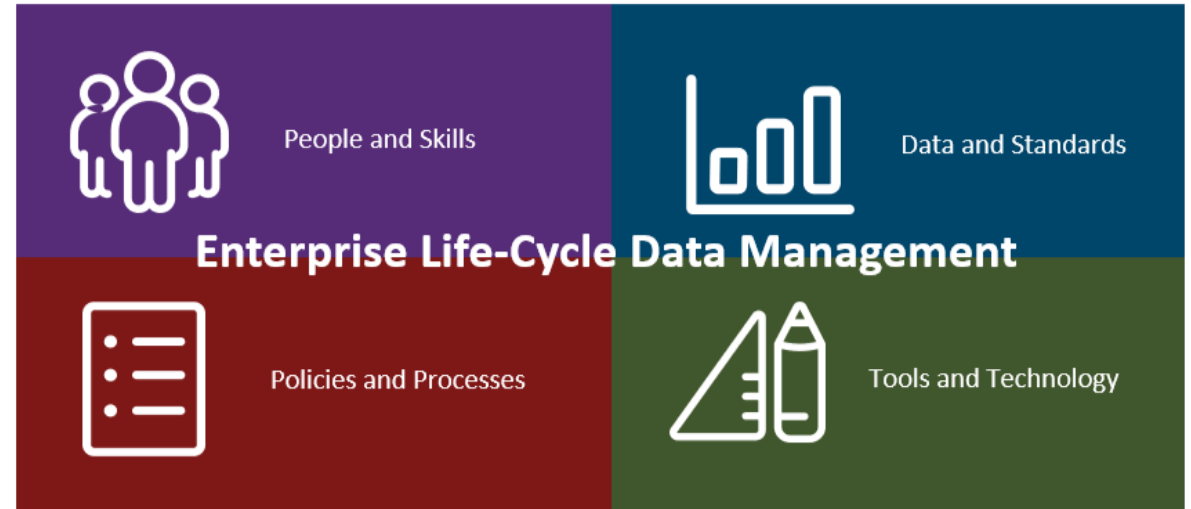 People and Skills
Data and Standards
Enterprise Life-Cycle Data Management
Policies and Processes
Tools and Technology